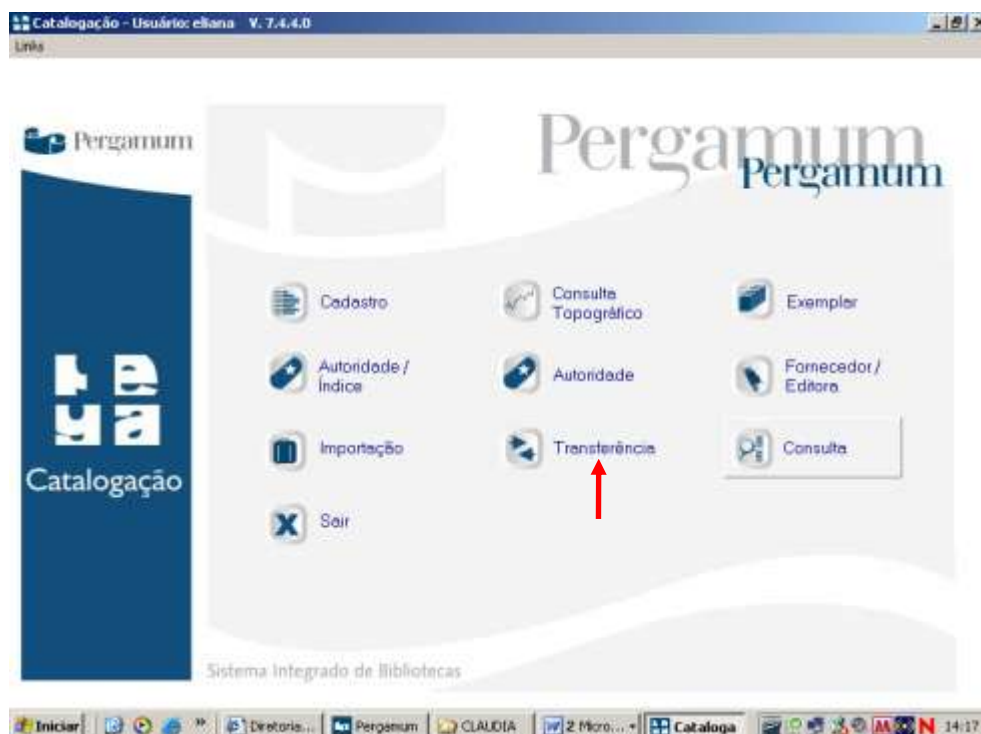 Catalogação - Usuário: eliana V. 7.4.4.0
Links
Pergamum
Pergamum
Pergamum
Cadastro
Consulta
Topográfico
Exemplar
Autoridade /
Índice
Autoridade
Fornecedor /
Editora
Importação
Transferência
Consulta
Catalogação
Sair
Sistema Integrado de Bibliotecas
Iniciar
»
Diretoria...
Pergamum
CLAUDIA
2 Micro...
Cataloga
14:17